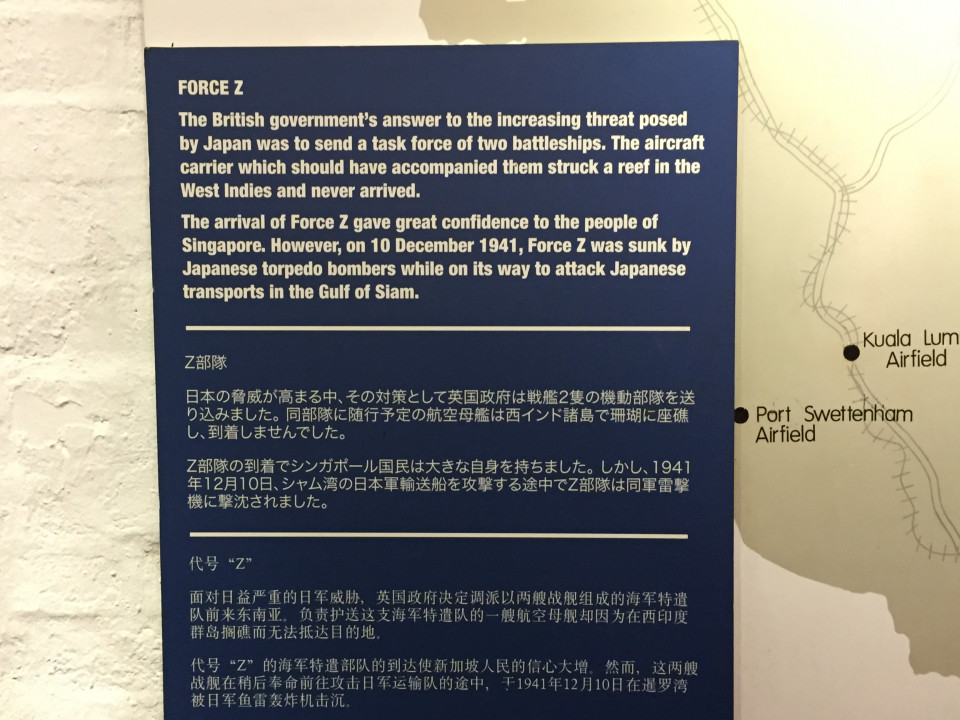 FORCE Z
The British government's answer to the increasing threat posed
by Japan was to send a task force of two battleships. The aircraft
carrier which should have accompanied them struck a reef in the
West Indies and never arrived.
The arrival of Force Z gave great confidence to the people of
Singapore. However, on 10 December 1941, Force Z was sunk by
Japanese torpedo bombers while on its way to attack Japanese
transports in the Gulf of Siam.
Z部隊
日本の脅威が高まる中、その対策として英国政府は戦艦2隻の機動部隊を送
り込みました。同部隊に随行予定の航空母艦は西インド諸島で珊瑚に座礁
し、到着しませんでした。
Z部隊の到着でシンガポール国民は大きな自身を持ちました。しかし、1941
年12月10日、シャム湾の日本軍輸送船を攻撃する途中でZ部隊は同軍雷撃
機に撃沈されました。
代号“Z”
面对日益严重的日军威胁，英国政府决定调派以两艘战舰组成的海军特遣
队前来东南亚。负责护送这支海军特遣队的一艘航空母舰却因为在西印度
群岛搁礁而无法抵达目的地。
代号“Z”的海军特遣部队的到达使新加坡人民的信心大增。然而，这两艘
战舰在稍后奉命前往攻击日军运输队的途中，于1941年12月10日在暹罗湾
被日军鱼雷轰炸机击沉。
Kuala Lum
Airfield
Port Swettenham
Airfield